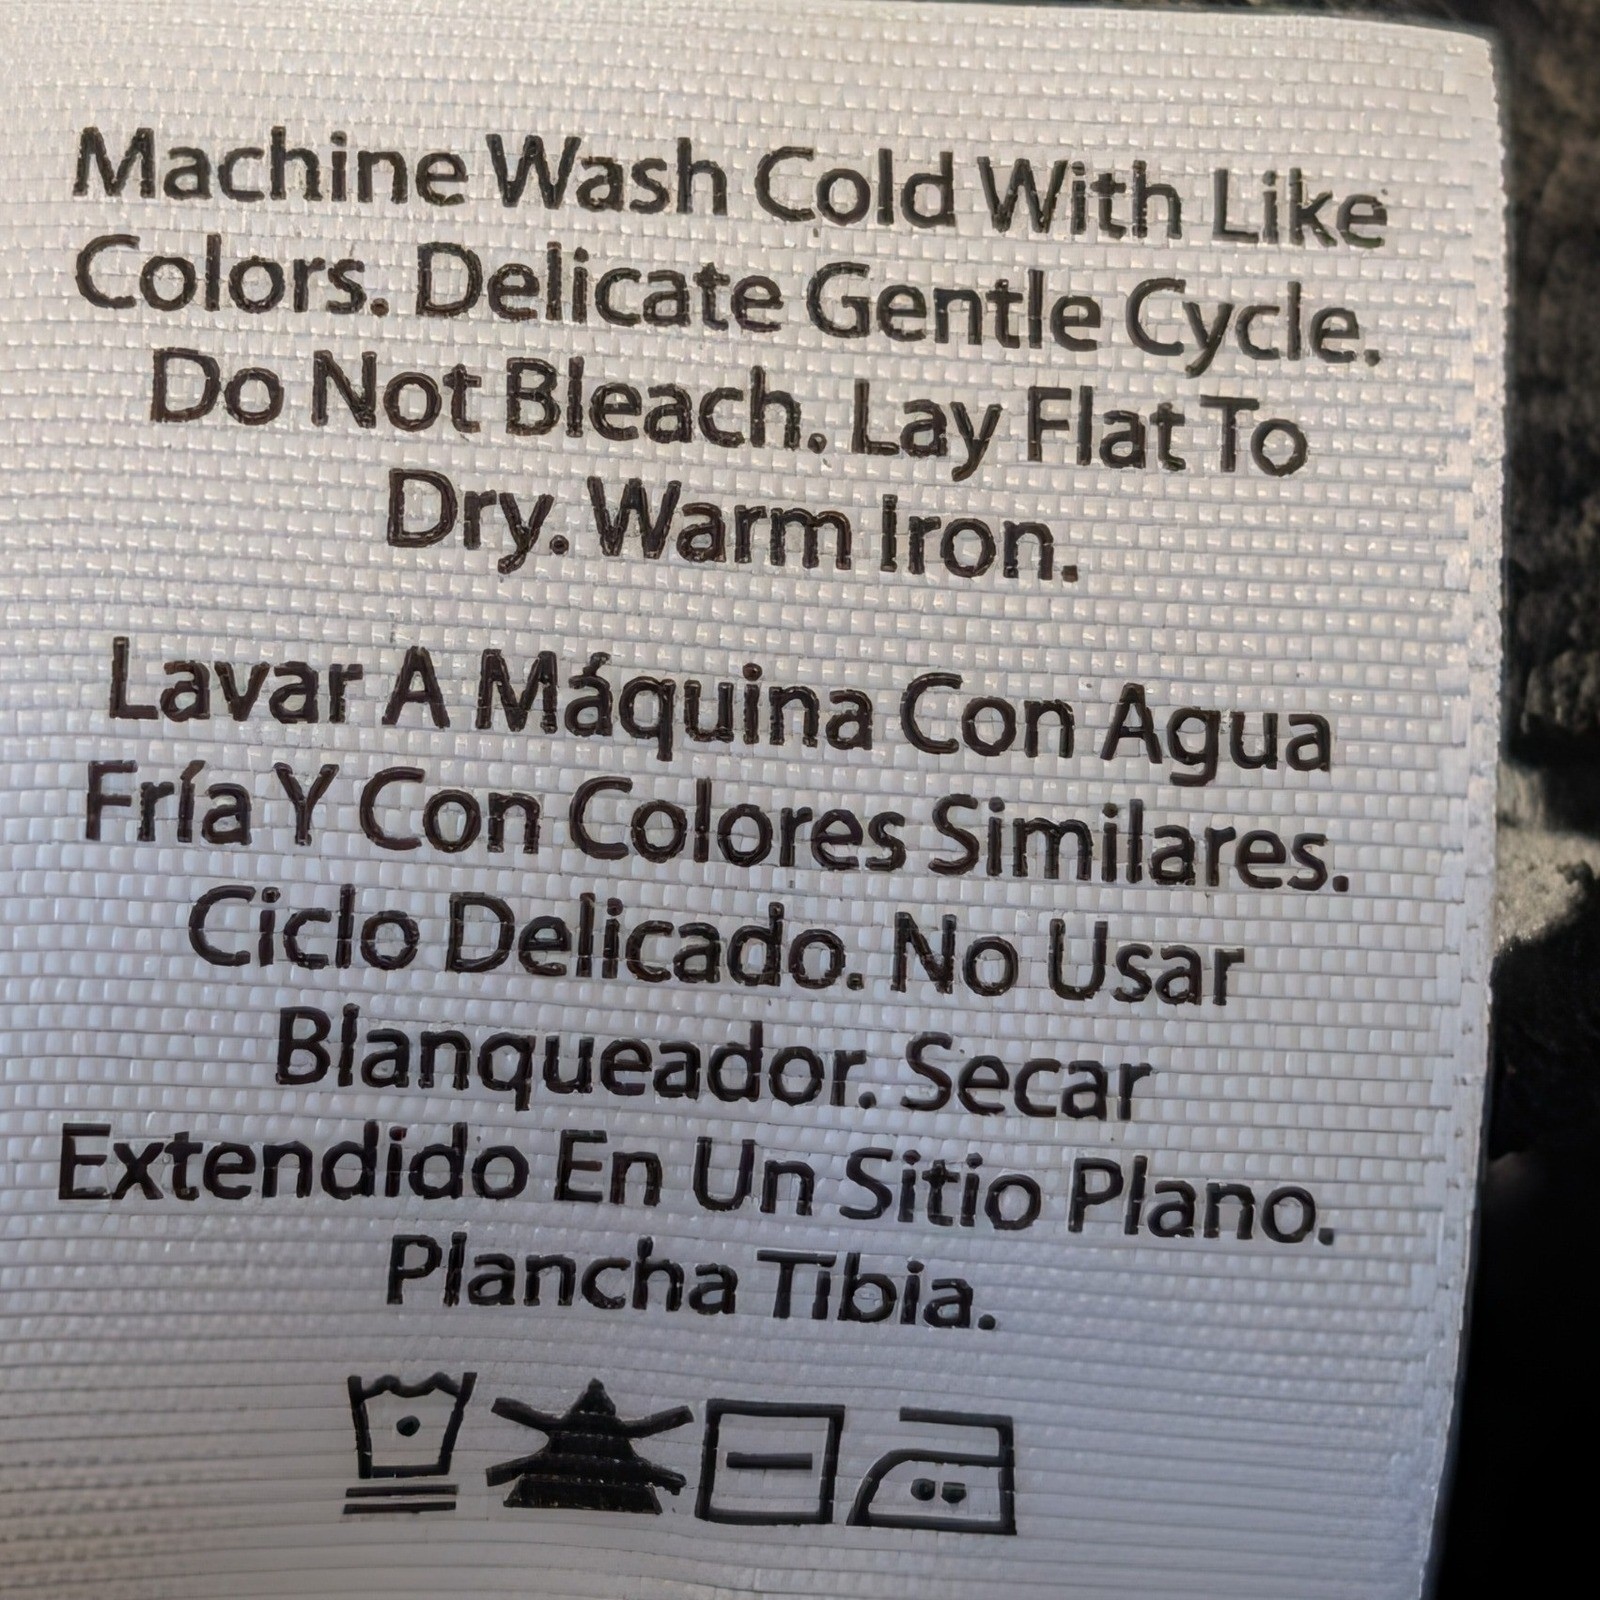 Machine Wash Cold With Like
Colors. Delicate Gentle Cycle.
Do Not Bleach. Lay Flat To
Dry. Warm Iron.
Lavar A Máquina Con Agua
Fría Y Con Colores Similares.
Ciclo Delicado. No Usar
Blanqueador. Secar
Extendido En Un Sitio Plano.
Plancha Tibia.